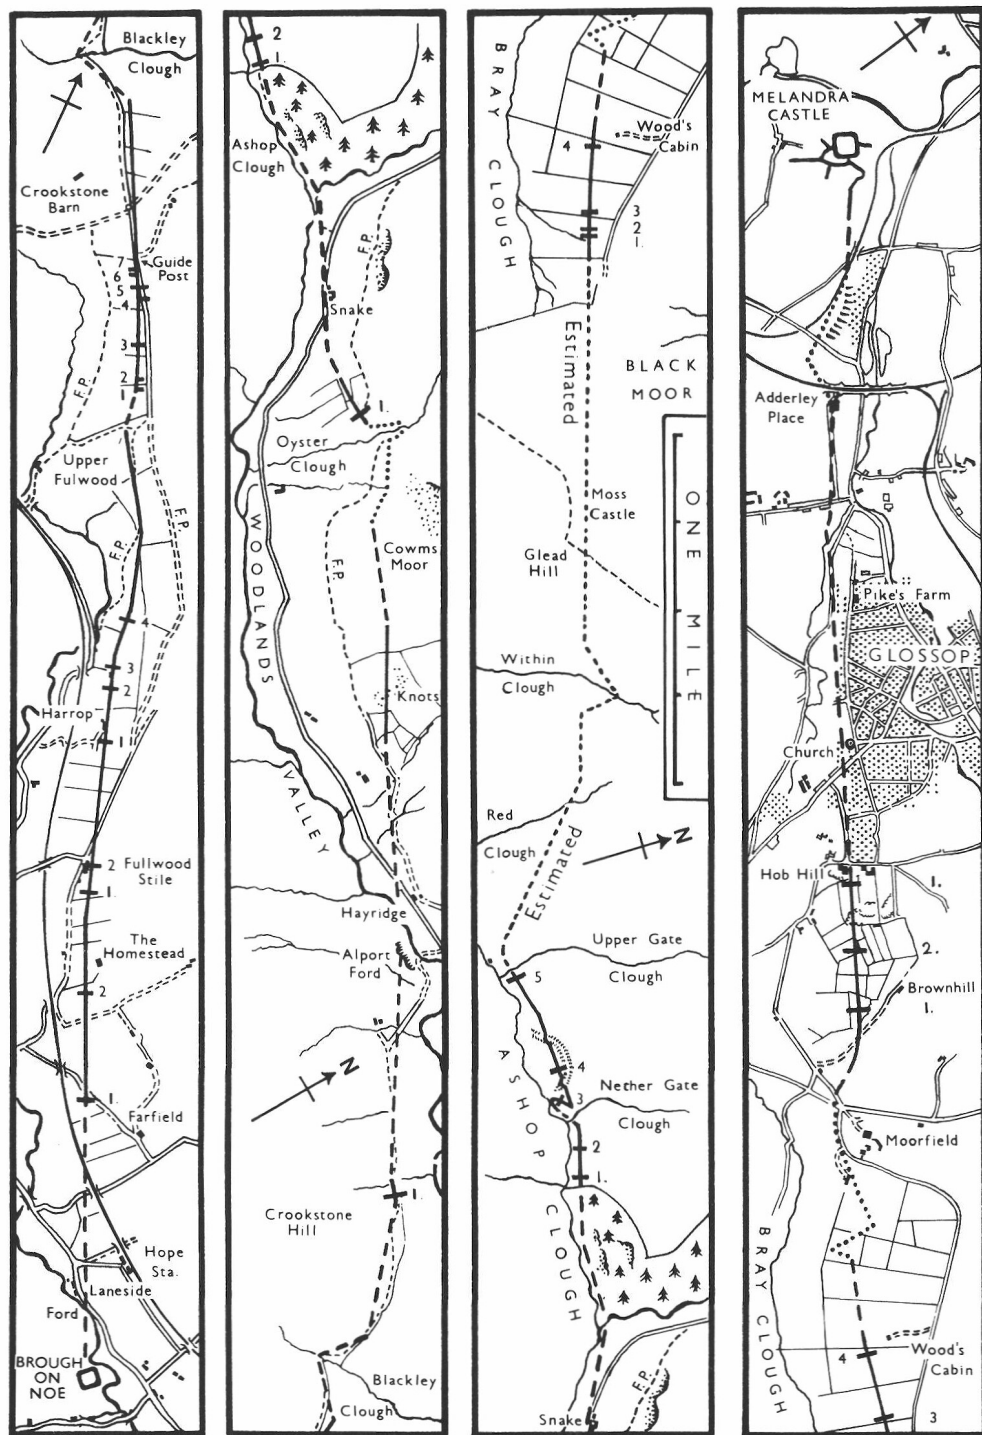 Blackley
Clough
Crookstone
Barn
7
6
5
4
Guide
Post
3
2
1
F.P.
Upper
Fulwood
F.P.
F.P.
4
3
2
Harrop
1
2
Fullwood
Stile
1.
The
Homestead
2
1.
Farfield
Hope
Sta.
Laneside
Ford
BROUGH
ON
NOE
2
1.
Ashop
Clough
F.P.
Snake
1.
Oyster
Clough
WOODLANDS
VALLEY
F.P.
Cowms
Moor
Knots
Hayridge
Alport
Ford
N
1.
Crookstone
Hill
Blackley
Clough
BRAY CLOUGH
Wood's
Cabin
4
3
2
1.
Estimated
BLACK
MOOR
ONE MILE
Moss
Castle
Glead
Hill
Within
Clough
Red
Clough
Estimated
N
Upper Gate
Clough
5
ASHOP CLOUGH
4
3
Nether Gate
Clough
2
1.
F.P.
Snake
MELANDRA
CASTLE
Adderley
Place
Pike's Farm
GLOSSOP
Church
Hob Hill
1.
2.
Brownhill
1.
Moorfield
BRAY CLOUGH
Wood's
Cabin
4
3